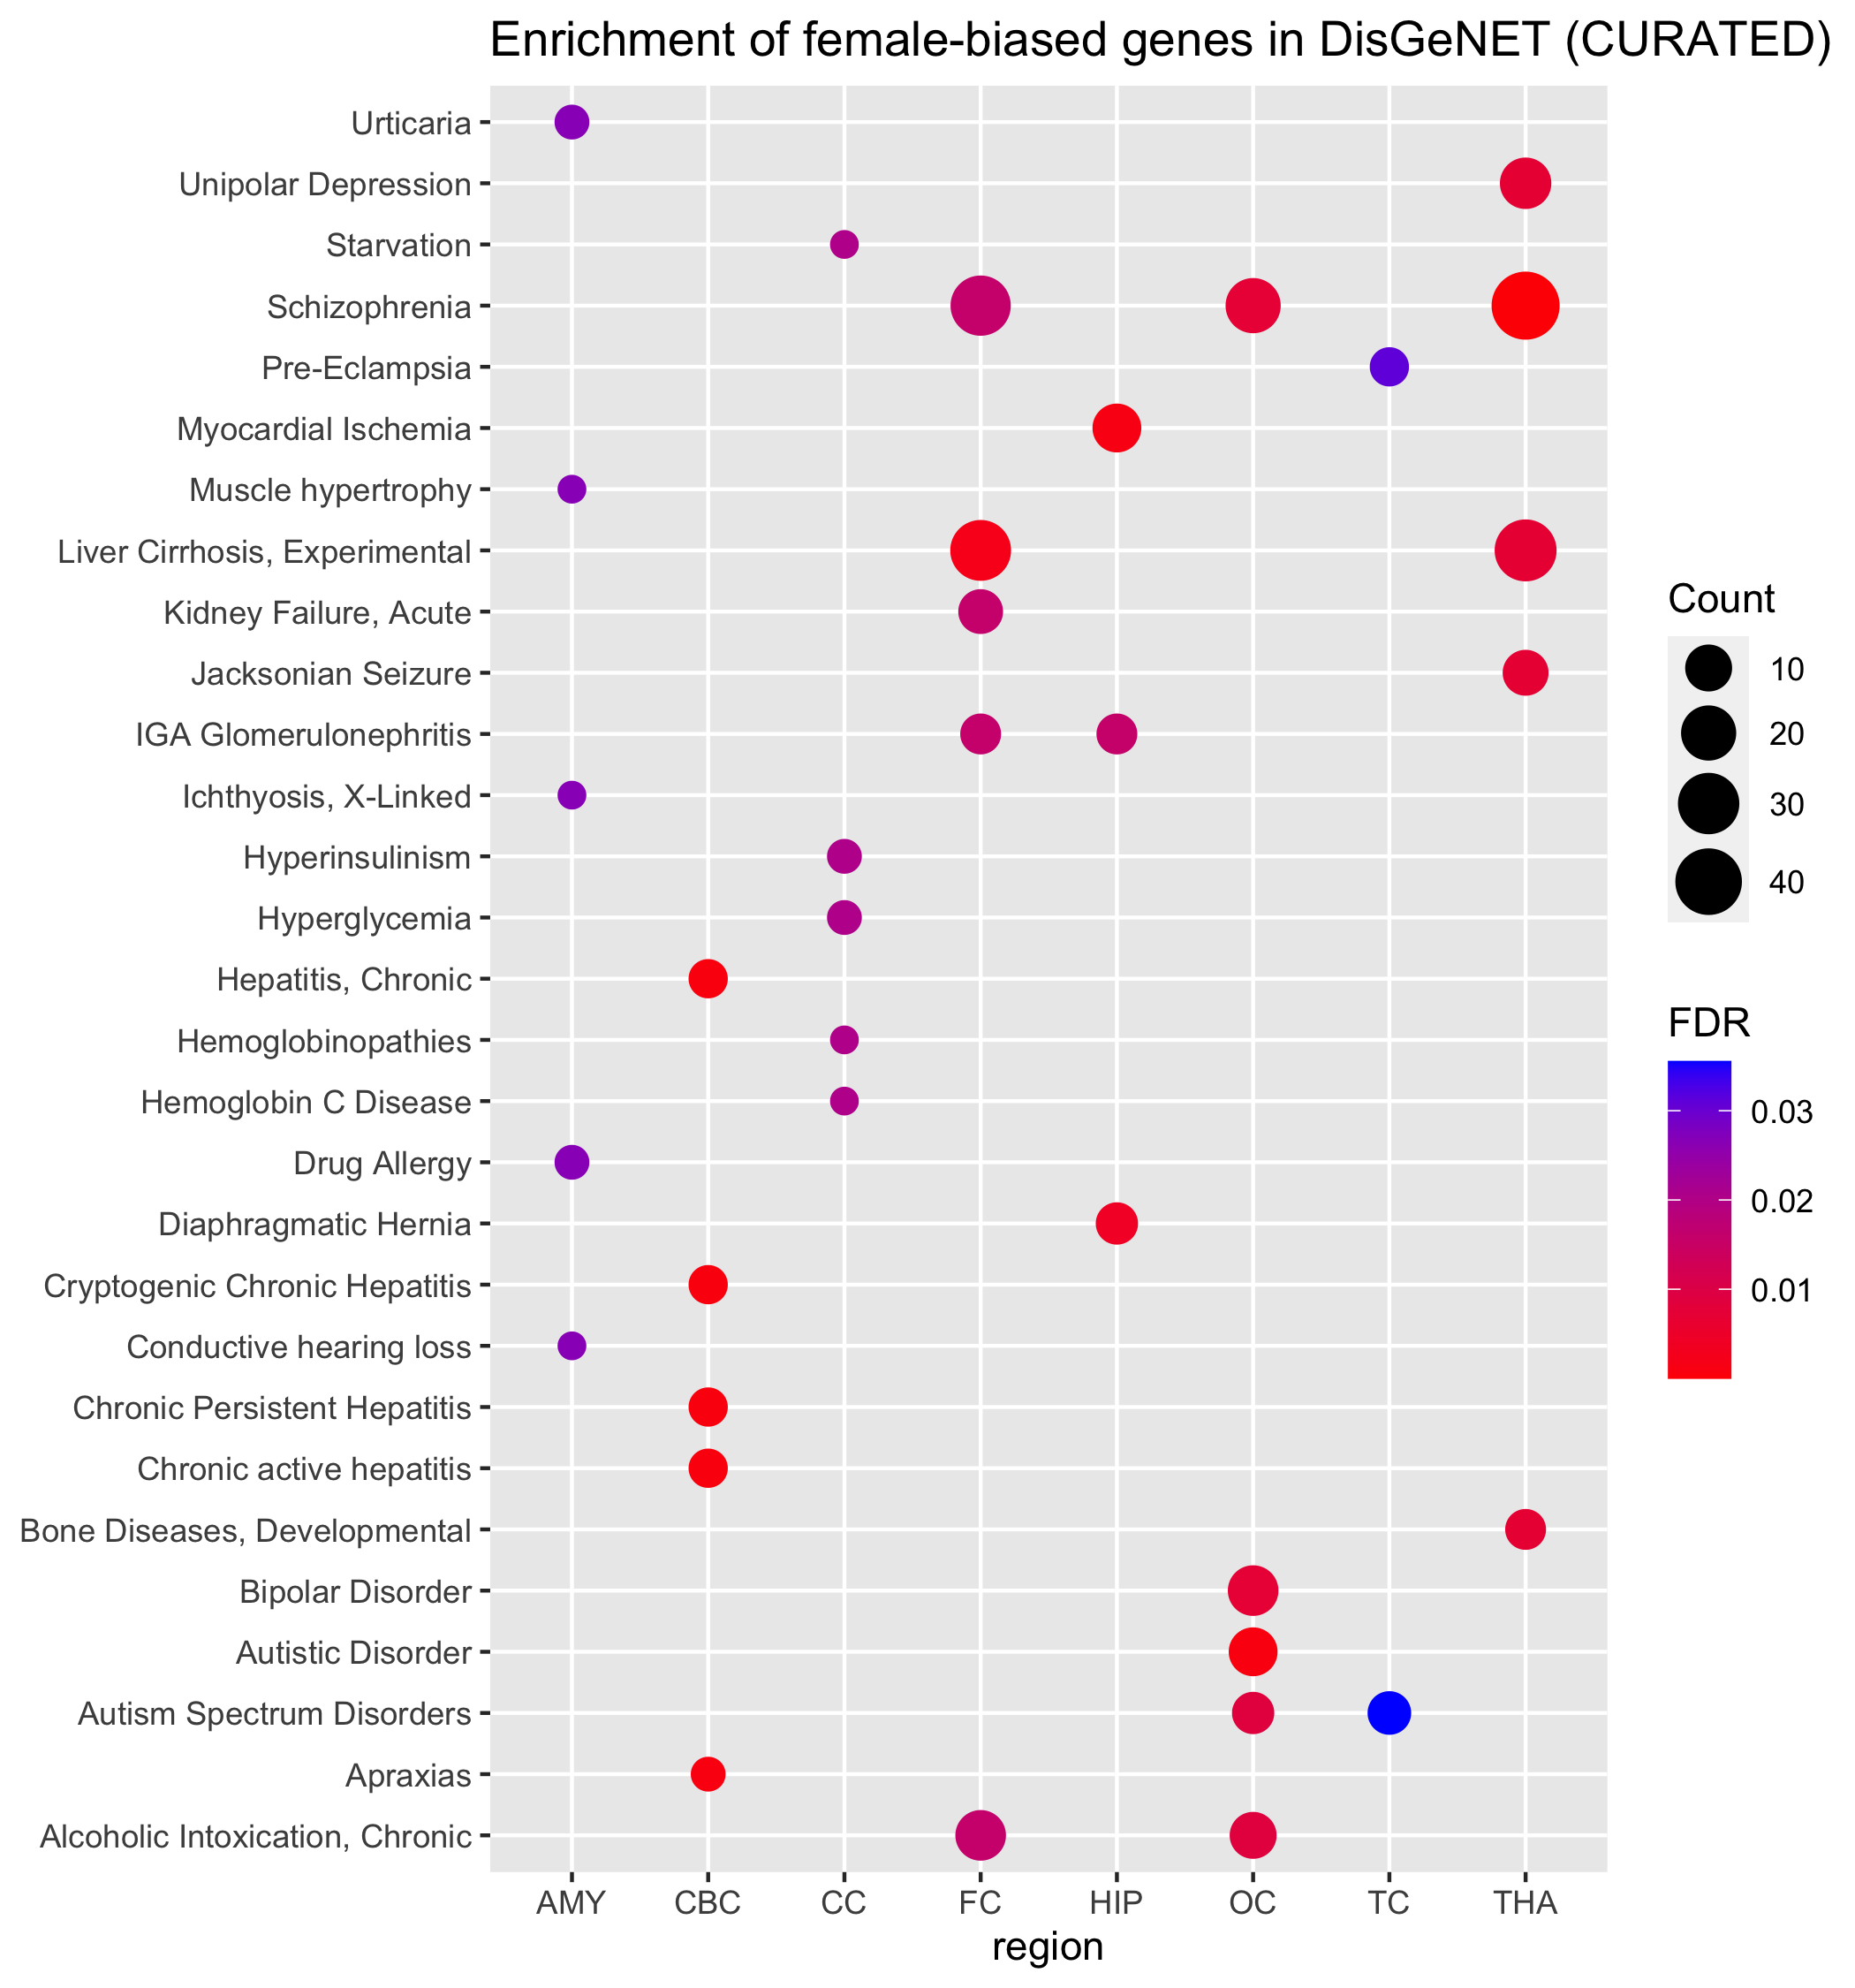 Enrichment of female-biased genes in DisGeNET (CURATED)
Urticaria
Unipolar Depression
Starvation
Schizophrenia
Pre-Eclampsia
Myocardial Ischemia
Muscle hypertrophy
Liver Cirrhosis, Experimental
Kidney Failure, Acute
Jacksonian Seizure
IGA Glomerulonephritis
Ichthyosis, X-Linked
Hyperinsulinism
Hyperglycemia
Hepatitis, Chronic
Hemoglobinopathies
Hemoglobin C Disease
Drug Allergy
Diaphragmatic Hernia
Cryptogenic Chronic Hepatitis
Conductive hearing loss
Chronic Persistent Hepatitis
Chronic active hepatitis
Bone Diseases, Developmental
Bipolar Disorder
Autistic Disorder
Autism Spectrum Disorders
Apraxias
Alcoholic Intoxication, Chronic
AMY CBC CC FC HIP OC TC THA
region
Count
10
20
30
40
FDR
0.03
0.02
0.01